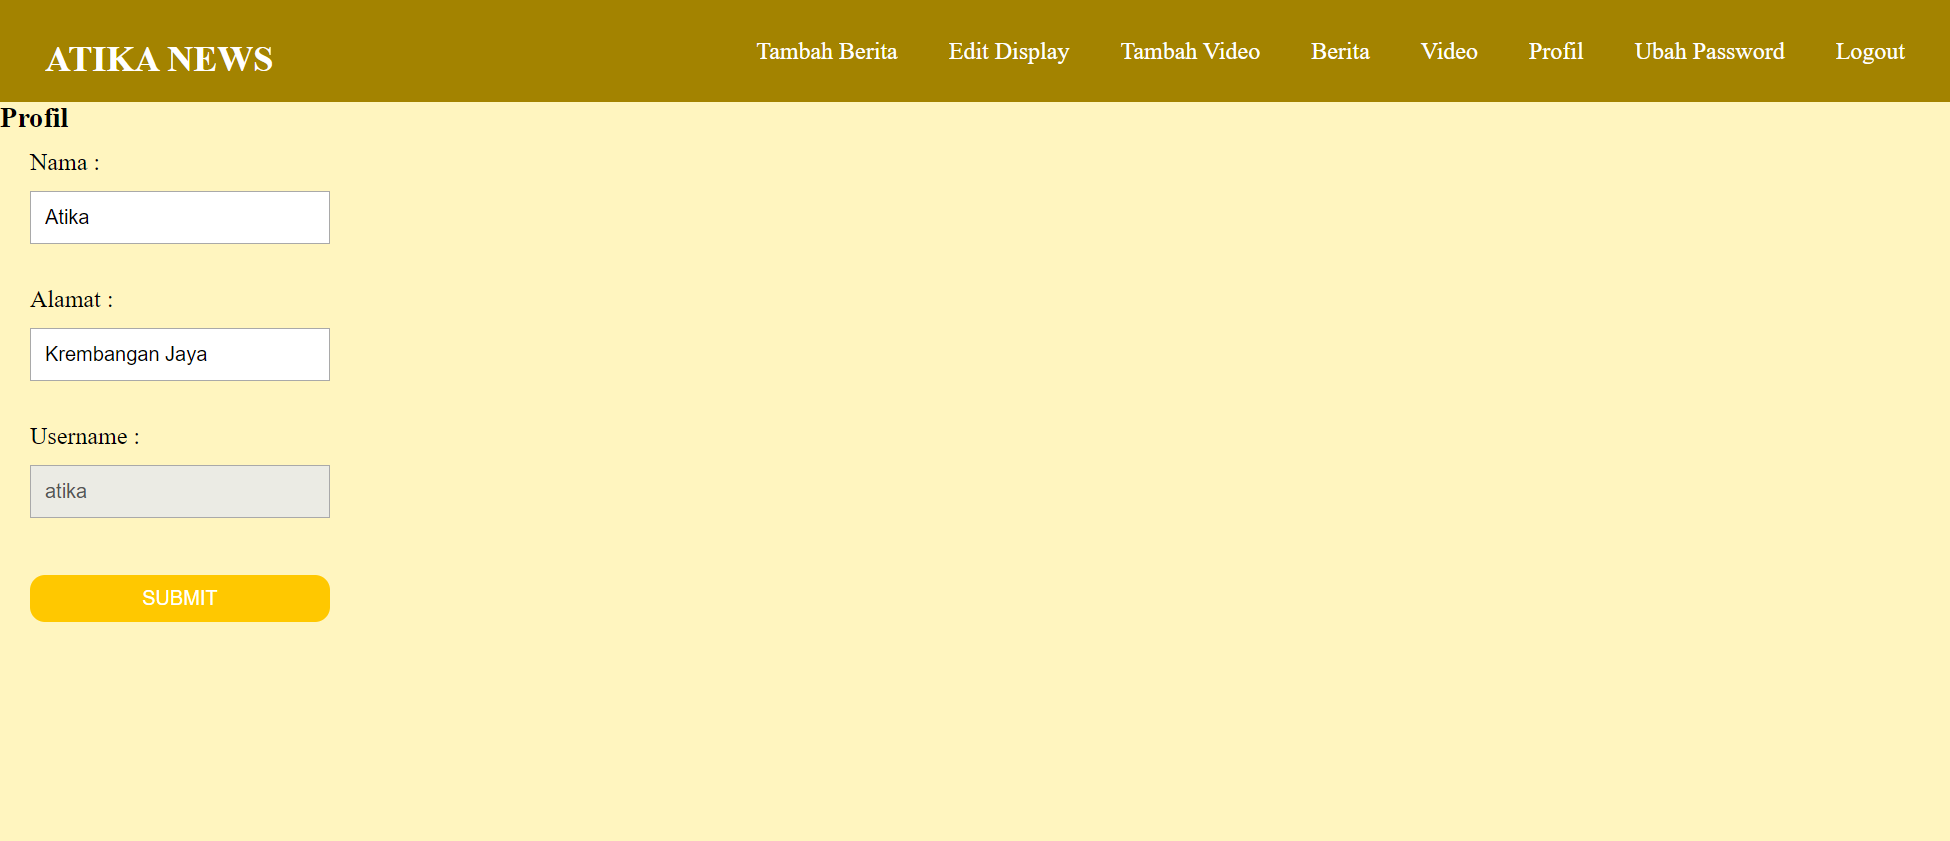 ATIKA NEWS
Tambah Berita Edit Display Tambah Video Berita Video Profil Ubah Password Logout
Profil
Nama :
Atika
Alamat :
Krembangan Jaya
Username :
atika
SUBMIT